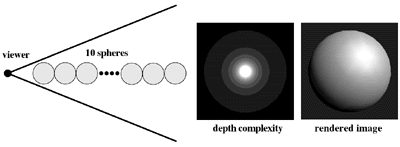 viewer
10 spheres
depth complexity
rendered image